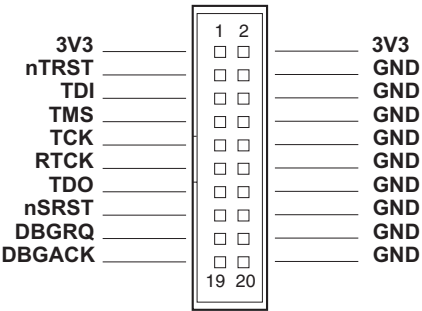 1 2
3V3 3V3
nTRST GND
TDI GND
TMS GND
TCK GND
RTCK GND
TDO GND
nSRST GND
DBGRQ GND
DBGACK GND
19 20